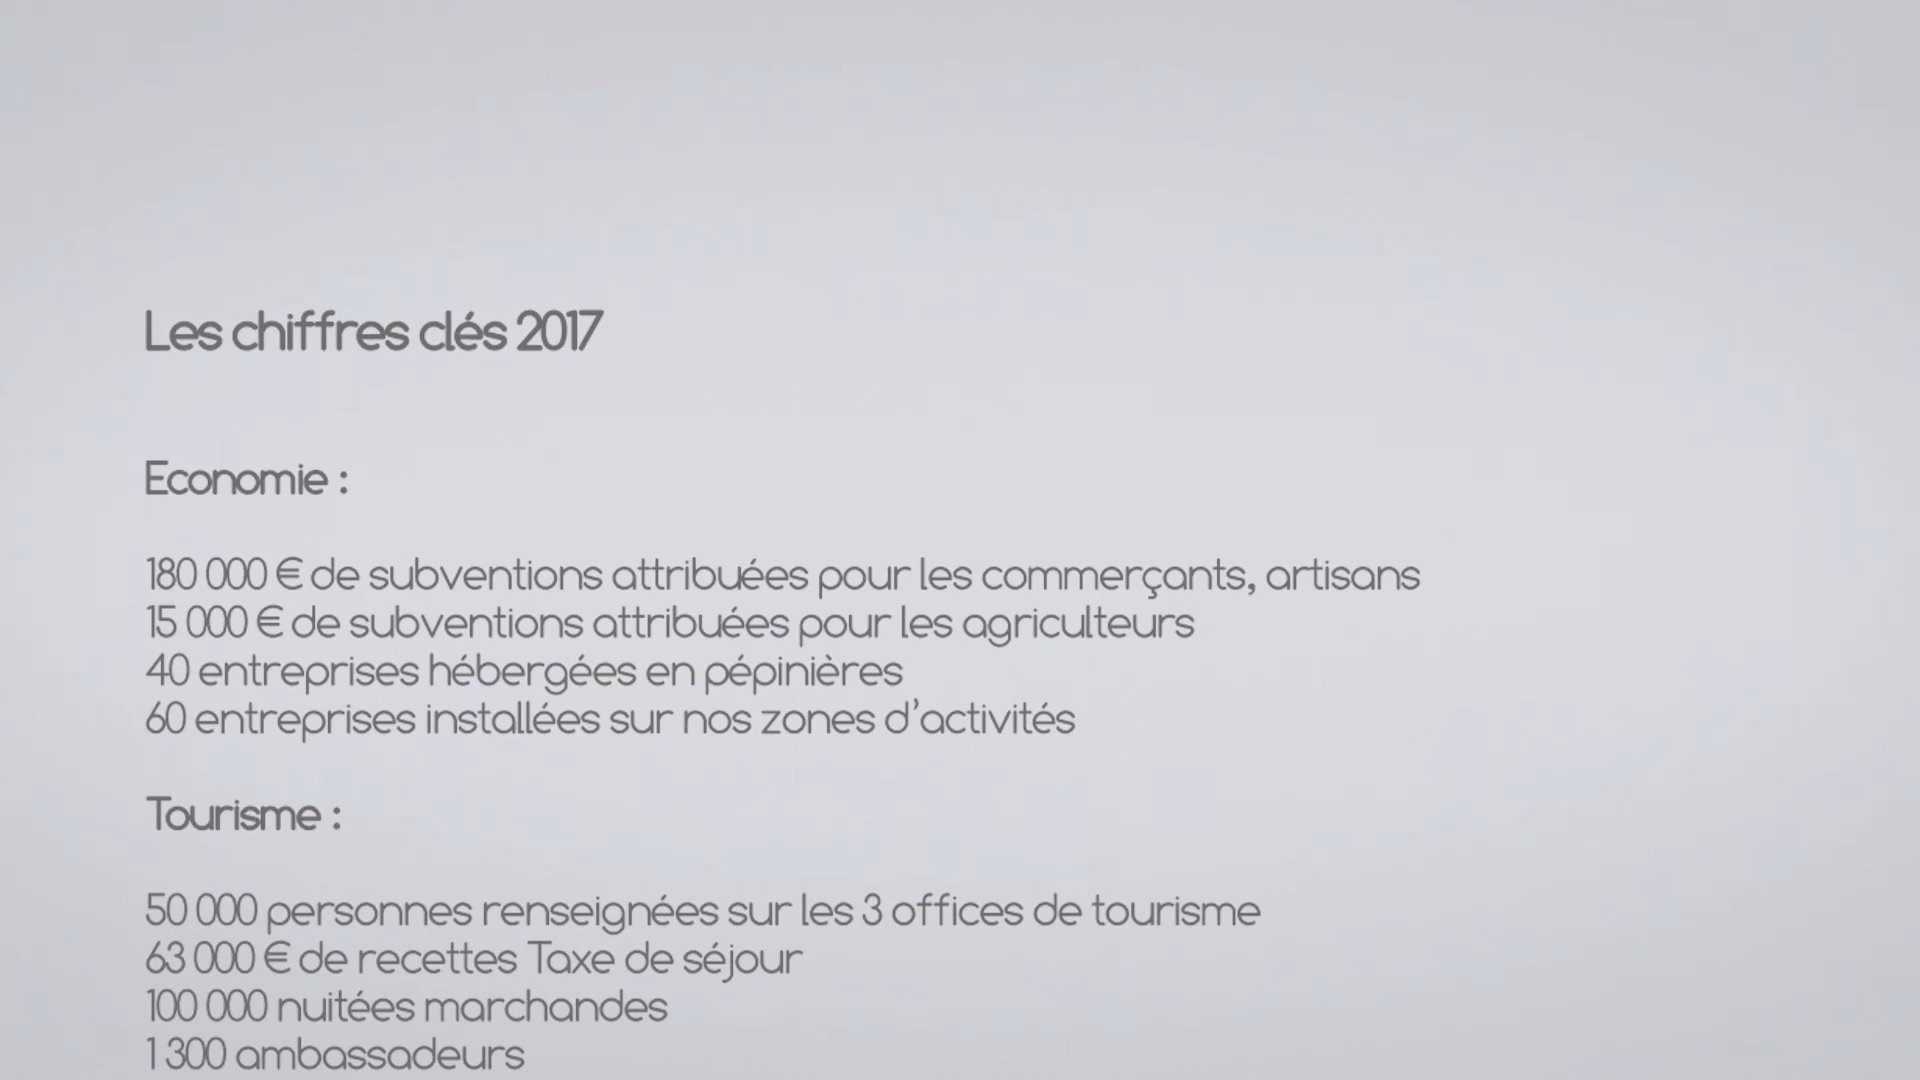 Les chiffres clés 2017
Economie :
180 000 € de subventions attribuées pour les commerçants, artisans
15 000 € de subventions attribuées pour les agriculteurs
40 entreprises hébergées en pépinières
60 entreprises installées sur nos zones d’activités
Tourisme :
50 000 personnes renseignées sur les 3 offices de tourisme
63 000 € de recettes Taxe de séjour
100 000 nuitées marchandes
1 300 ambassadeurs